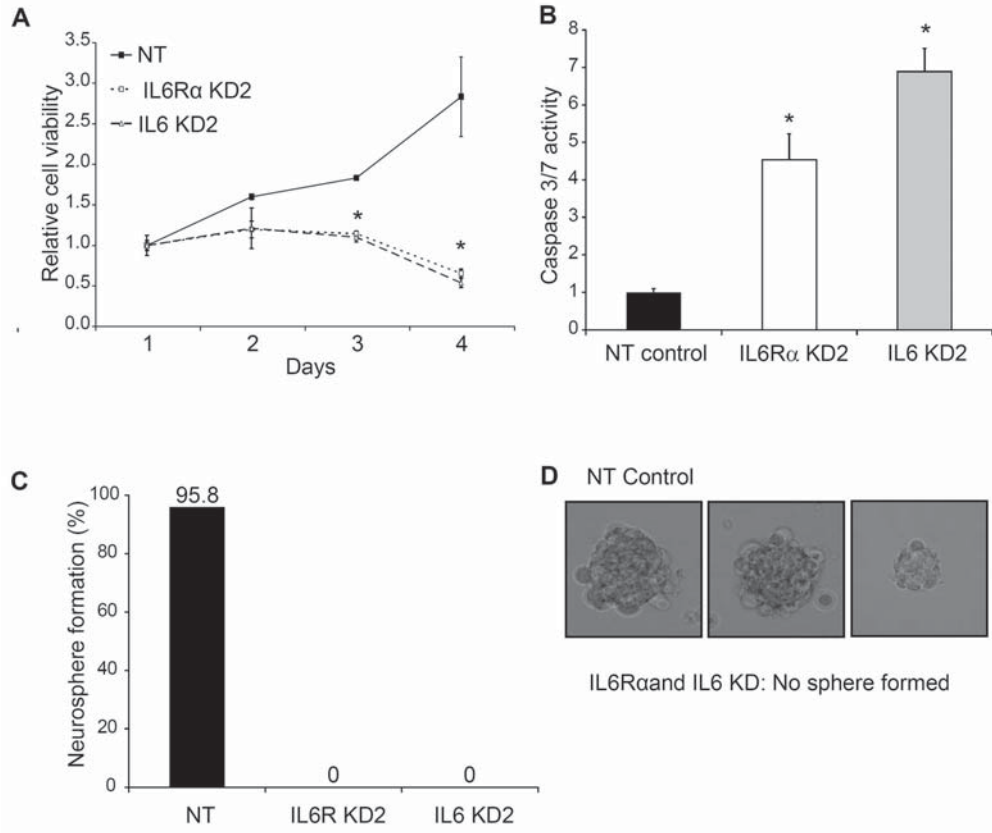 A
Relative cell viability
3.5
3.0
2.5
2.0
1.5
1.0
0.5
0.0
NT
IL6Rα KD2
IL6 KD2
*
*
1 2 3 4
Days
B
Caspase 3/7 activity
8
7
6
5
4
3
2
1
0
*
*
NT control IL6Rα KD2 IL6 KD2
C
Neurosphere formation (%)
100
80
60
40
20
0
95.8
0
0
NT IL6R KD2 IL6 KD2
D NT Control
IL6Rαand IL6 KD: No sphere formed